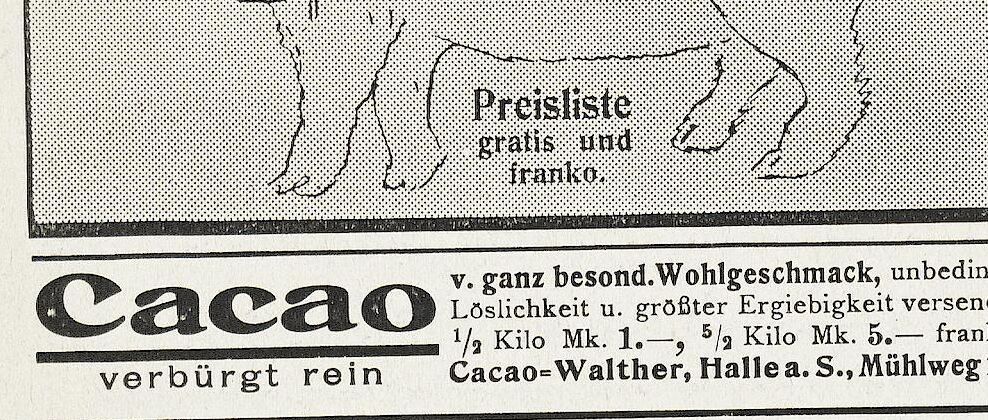 Preisliste
gratis und
franko.
Cacao
verbürgt rein
v. ganz besond. Wohlgeschmack, unbedin
Löslichkeit u. größter Ergiebigkeit versen
1/2 Kilo Mk. 1.—, 5/2 Kilo Mk. 5.— fran
Cacao=Walther, Halle a. S., Mühlweg